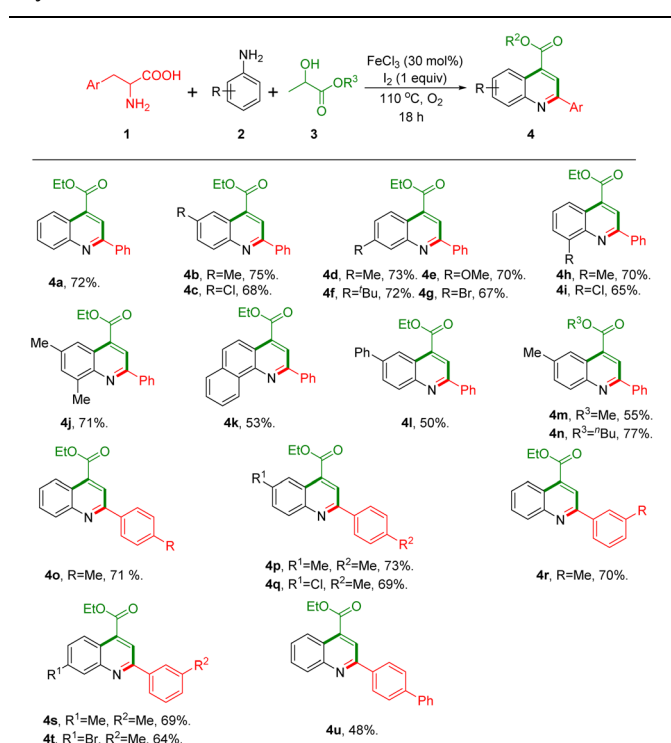 R²O O
NH₂
Ar COOH NH₂ + R + OH OR³ O FeCl₃ (30 mol%) I₂ (1 equiv) 110 °C, O₂ 18 h R N Ar
1 2 3 4
EtO O N Ph
4a, 72%.
EtO O R N Ph
4b, R=Me, 75%.
4c, R=Cl, 68%.
EtO O R N Ph
4d, R=Me, 73%. 4e, R=OMe, 70%.
4f, R=ᵗBu, 72%. 4g, R=Br, 67%.
EtO O N Ph R
4h, R=Me, 70%.
4i, R=Cl, 65%.
EtO O Me N Ph Me
4j, 71%.
EtO O N Ph
4k, 53%.
EtO O Ph N Ph
4l, 50%.
R³O O Me N Ph
4m, R³=Me, 55%.
4n, R³=ⁿBu, 77%.
EtO O N R
4o, R=Me, 71 %.
EtO O R¹ N R²
4p, R¹=Me, R²=Me, 73%.
4q, R¹=Cl, R²=Me, 69%.
EtO O N R
4r, R=Me, 70%.
EtO O R¹ N R²
4s, R¹=Me, R²=Me, 69%.
4t, R¹=Br, R²=Me, 64%.
EtO O N Ph
4u, 48%.